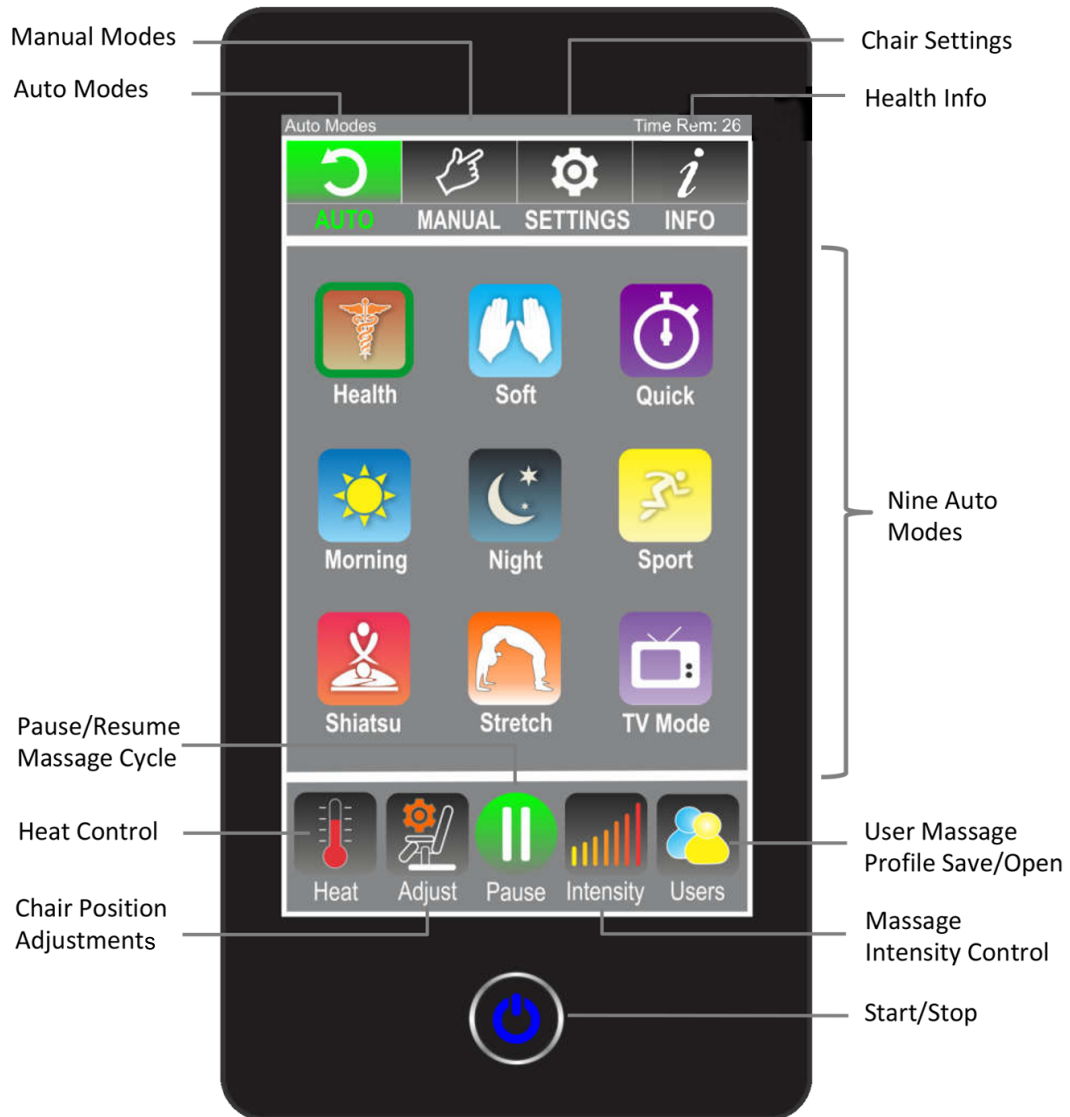 Manual Modes
Chair Settings
Auto Modes
Health Info
Auto Modes Time Rem: 26
AUTO MANUAL SETTINGS INFO
Health Soft Quick
Morning Night Sport
Nine Auto
Modes
Shiatsu Stretch TV Mode
Pause/Resume
Massage Cycle
Heat Control
User Massage
Profile Save/Open
Heat Adjust Pause Intensity Users
Chair Position
Adjustments
Massage
Intensity Control
Start/Stop